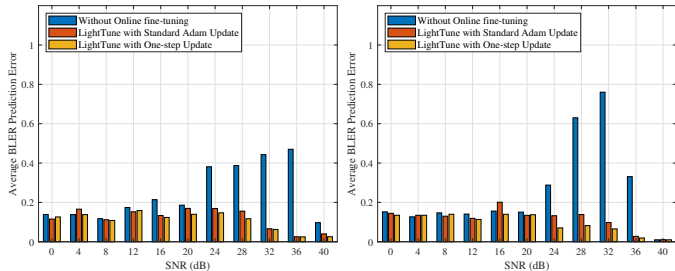 Without Online fine-tuning
LightTune with Standard Adam Update
LightTune with One-step Update
Average BLER Prediction Error
1
0.8
0.6
0.4
0.2
0
0 4 8 12 16 20 24 28 32 36 40
SNR (dB)
Without Online fine-tuning
LightTune with Standard Adam Update
LightTune with One-step Update
Average BLER Prediction Error
1
0.8
0.6
0.4
0.2
0
0 4 8 12 16 20 24 28 32 36 40
SNR (dB)